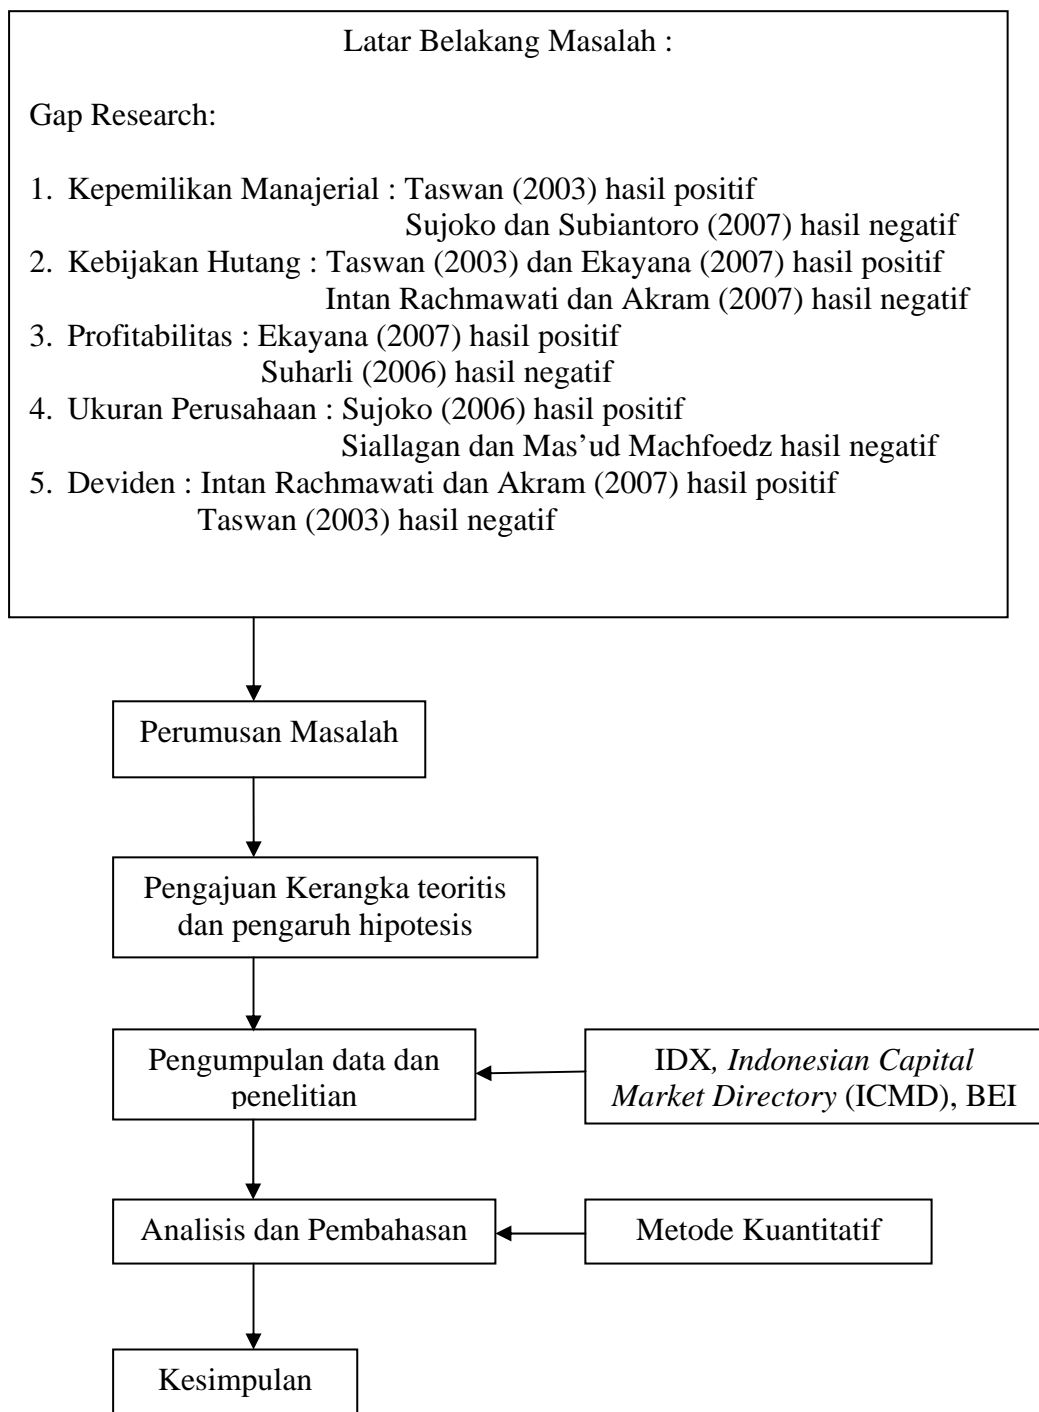 Latar Belakang Masalah :
Gap Research:
1. Kepemilikan Manajerial : Taswan (2003) hasil positif
Sujoko dan Subiantoro (2007) hasil negatif
2. Kebijakan Hutang : Taswan (2003) dan Ekayana (2007) hasil positif
Intan Rachmawati dan Akram (2007) hasil negatif
3. Profitabilitas : Ekayana (2007) hasil positif
Suharli (2006) hasil negatif
4. Ukuran Perusahaan : Sujoko (2006) hasil positif
Siallagan dan Mas’ud Machfoedz hasil negatif
5. Deviden : Intan Rachmawati dan Akram (2007) hasil positif
Taswan (2003) hasil negatif
Perumusan Masalah
Pengajuan Kerangka teoritis
dan pengaruh hipotesis
Pengumpulan data dan
penelitian
IDX, Indonesian Capital
Market Directory (ICMD), BEI
Analisis dan Pembahasan
Metode Kuantitatif
Kesimpulan